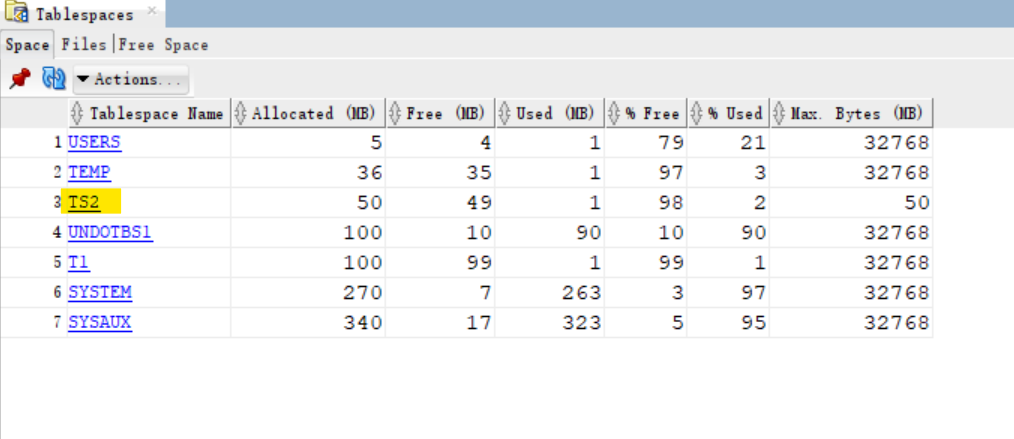 Tablespaces
Space Files Free Space
Actions...
Tablespace Name Allocated (MB) Free (MB) Used (MB) % Free % Used Max. Bytes (MB)
1 USERS 5 4 1 79 21 32768
2 TEMP 36 35 1 97 3 32768
3 TS2 50 49 1 98 2 50
4 UNDOTBS1 100 10 90 10 90 32768
5 T1 100 99 1 99 1 32768
6 SYSTEM 270 7 263 3 97 32768
7 SYSAUX 340 17 323 5 95 32768